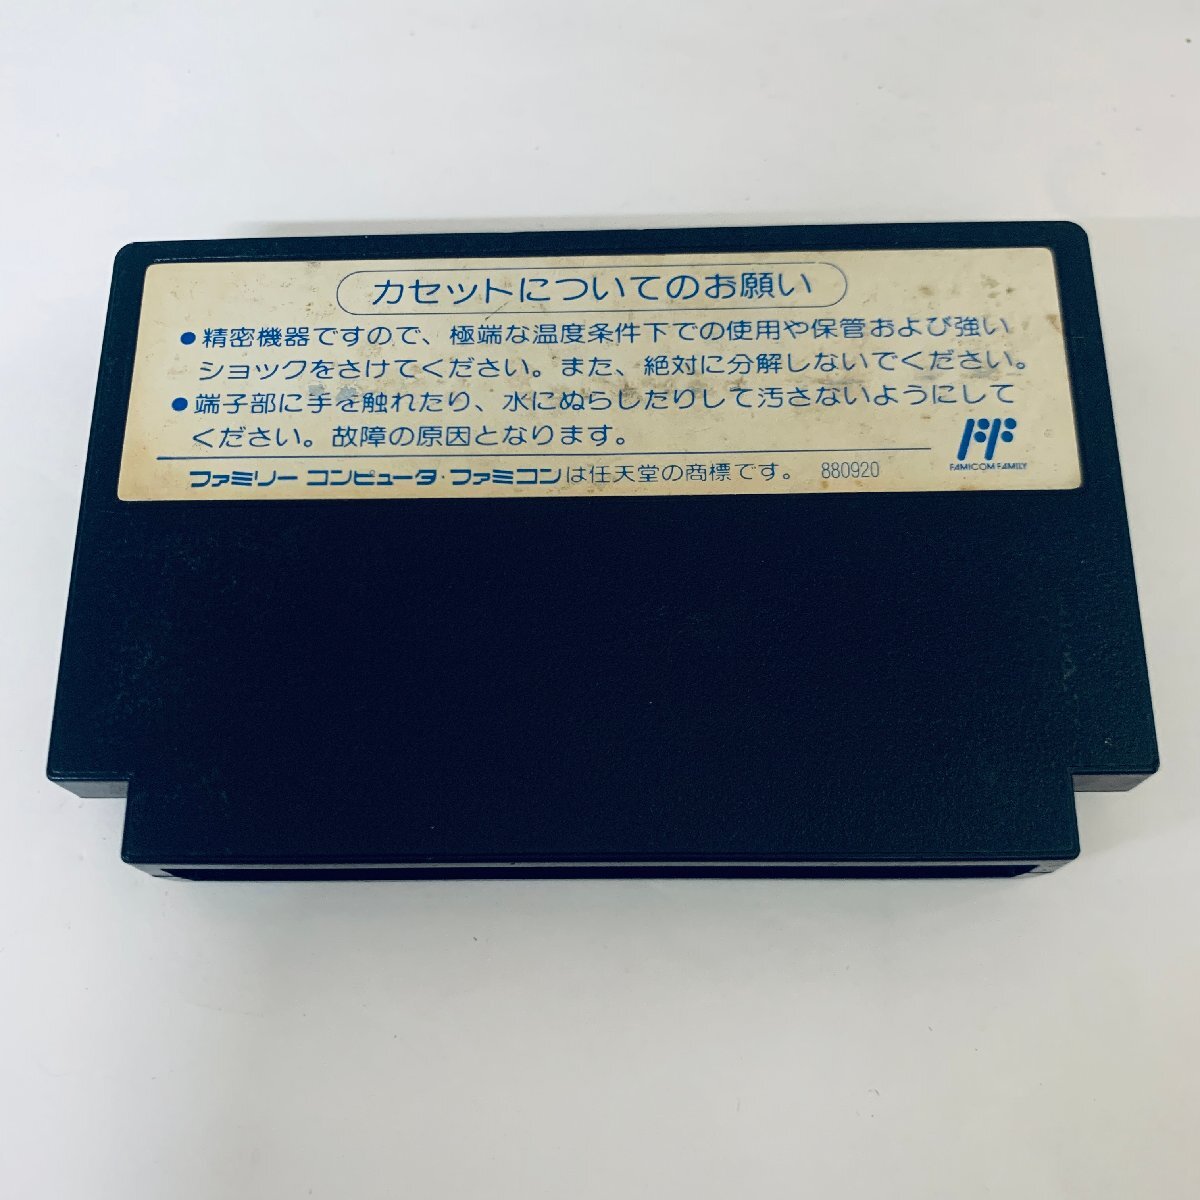 カセットについてのお願い
●精密機器ですので、極端な温度条件下での使用や保管および強い
ショックをさけてください。また、絶対に分解しないでください。
●端子部に手を触れたり、水にぬらしたりして汚さないようにして
ください。故障の原因となります。
FF
FAMICOM FAMILY
ファミリーコンピュータ・ファミコンは任天堂の商標です。 880920